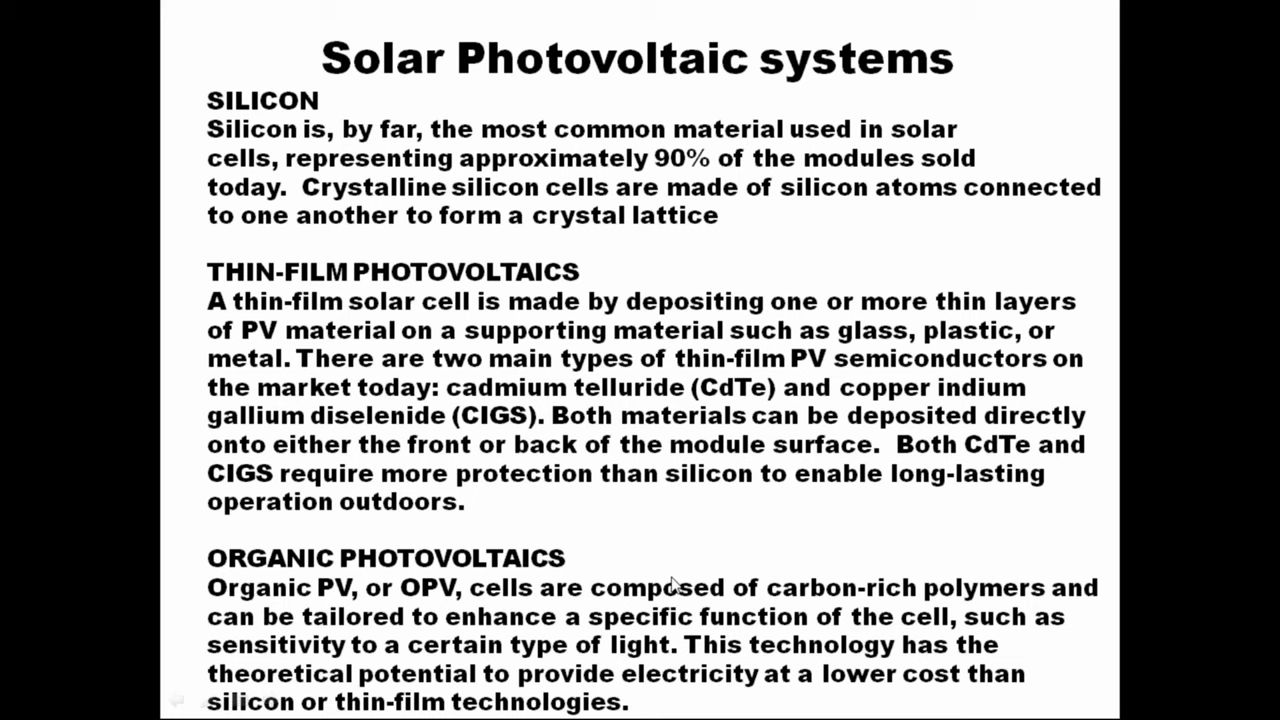 Solar Photovoltaic systems
SILICON
Silicon is, by far, the most common material used in solar
cells, representing approximately 90% of the modules sold
today. Crystalline silicon cells are made of silicon atoms connected
to one another to form a crystal lattice
THIN-FILM PHOTOVOLTAICS
A thin-film solar cell is made by depositing one or more thin layers
of PV material on a supporting material such as glass, plastic, or
metal. There are two main types of thin-film PV semiconductors on
the market today: cadmium telluride (CdTe) and copper indium
gallium diselenide (CIGS). Both materials can be deposited directly
onto either the front or back of the module surface. Both CdTe and
CIGS require more protection than silicon to enable long-lasting
operation outdoors.
ORGANIC PHOTOVOLTAICS
Organic PV, or OPV, cells are composed of carbon-rich polymers and
can be tailored to enhance a specific function of the cell, such as
sensitivity to a certain type of light. This technology has the
theoretical potential to provide electricity at a lower cost than
silicon or thin-film technologies.